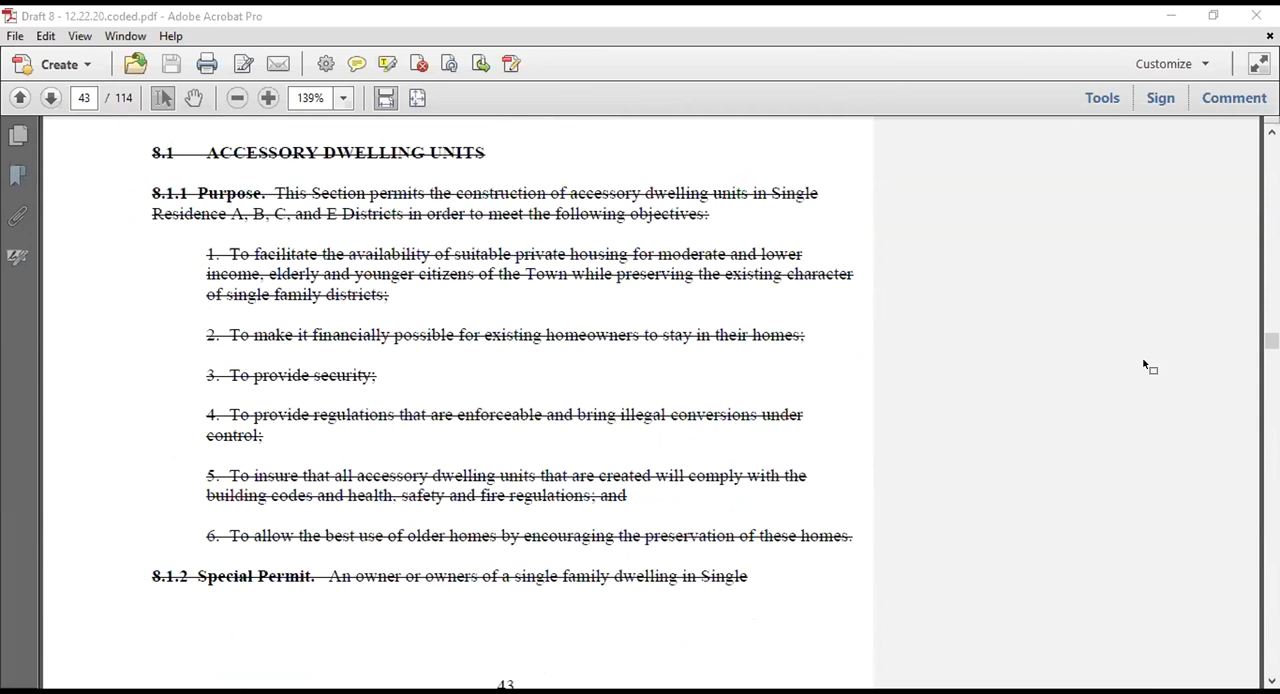 Draft 8 - 12.22.20.coded.pdf - Adobe Acrobat Pro
File Edit View Window Help
Create Customize
43 / 114 139% Tools Sign Comment
8.1 ACCESSORY DWELLING UNITS
8.1.1 Purpose. This Section permits the construction of accessory dwelling units in Single
Residence A, B, C, and E Districts in order to meet the following objectives:
1. To facilitate the availability of suitable private housing for moderate and lower
income, elderly and younger citizens of the Town while preserving the existing character
of single family districts;
2. To make it financially possible for existing homeowners to stay in their homes;
3. To provide security;
4. To provide regulations that are enforceable and bring illegal conversions under
control;
5. To insure that all accessory dwelling units that are created will comply with the
building codes and health, safety and fire regulations; and
6. To allow the best use of older homes by encouraging the preservation of these homes.
8.1.2 Special Permit. An owner or owners of a single family dwelling in Single
43